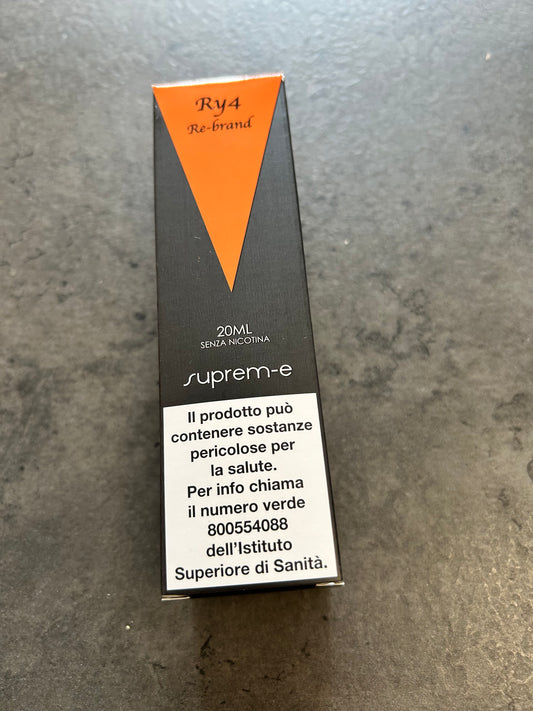 Ry4
Re-brand
20ML
SENZA NICOTINA
suprem-e
Il prodotto può
contenere sostanze
pericolose per
la salute.
Per info chiama
il numero verde
800554088
dell'Istituto
Superiore di Sanità.